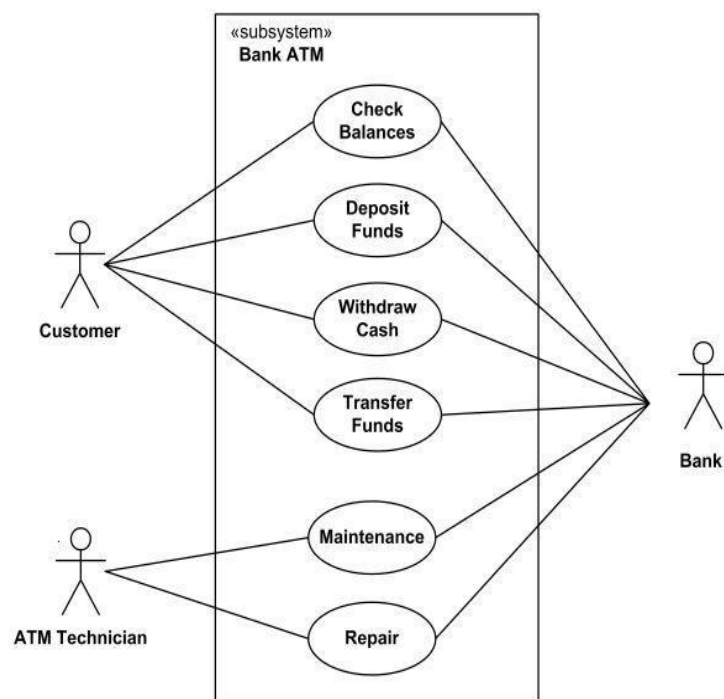 «subsystem»
Bank ATM
Check
Balances
Deposit
Funds
Customer
Withdraw
Cash
Transfer
Funds
Bank
Maintenance
ATM Technician
Repair